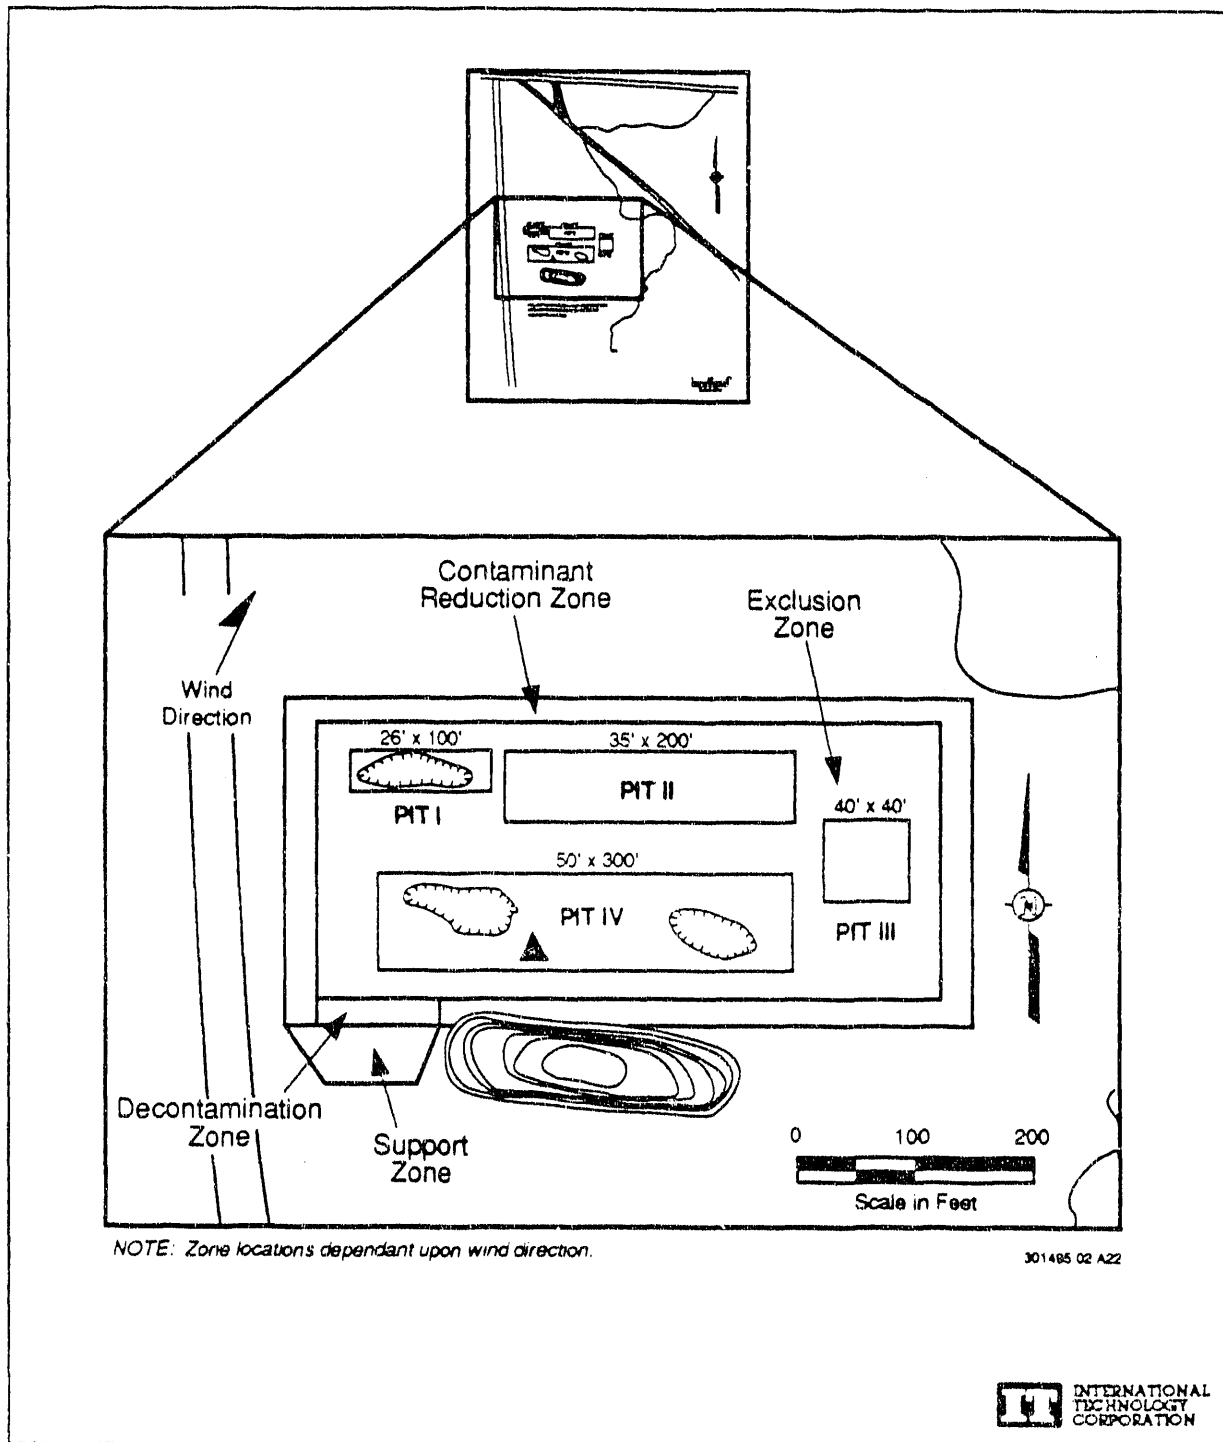 Contaminant
Reduction Zone
Exclusion
Zone
Wind
Direction
26' x 100'
35' x 200'
PIT I
PIT II
40' x 40'
50' x 300'
PIT IV
PIT III
N
Decontamination
Zone
Support
Zone
0 100 200
Scale in Feet
NOTE: Zone locations dependant upon wind direction.
301485 02 A22
INTERNATIONAL
TECHNOLOGY
CORPORATION